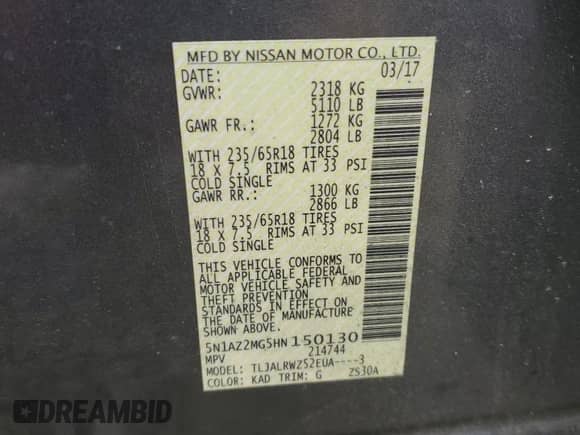 MFD BY NISSAN MOTOR CO., LTD.
DATE: 03/17
GVWR: 2318 KG
5110 LB
GAWR FR.: 1272 KG
2804 LB
WITH 235/65R18 TIRES
18 X 7.5 RIMS AT 33 PSI
COLD SINGLE
GAWR RR.: 1300 KG
2866 LB
WITH 235/65R18 TIRES
18 X 7.5 RIMS AT 33 PSI
COLD SINGLE
THIS VEHICLE CONFORMS TO
ALL APPLICABLE FEDERAL
MOTOR VEHICLE SAFETY AND
THEFT PREVENTION
STANDARDS IN EFFECT ON
THE DATE OF MANUFACTURE
SHOWN ABOVE.
5N1AZ2MG5HN150130
MPV 214744
MODEL: TLJALRWZ52EUA----3
COLOR: KAD TRIM: G ZS30A
DREAMBID